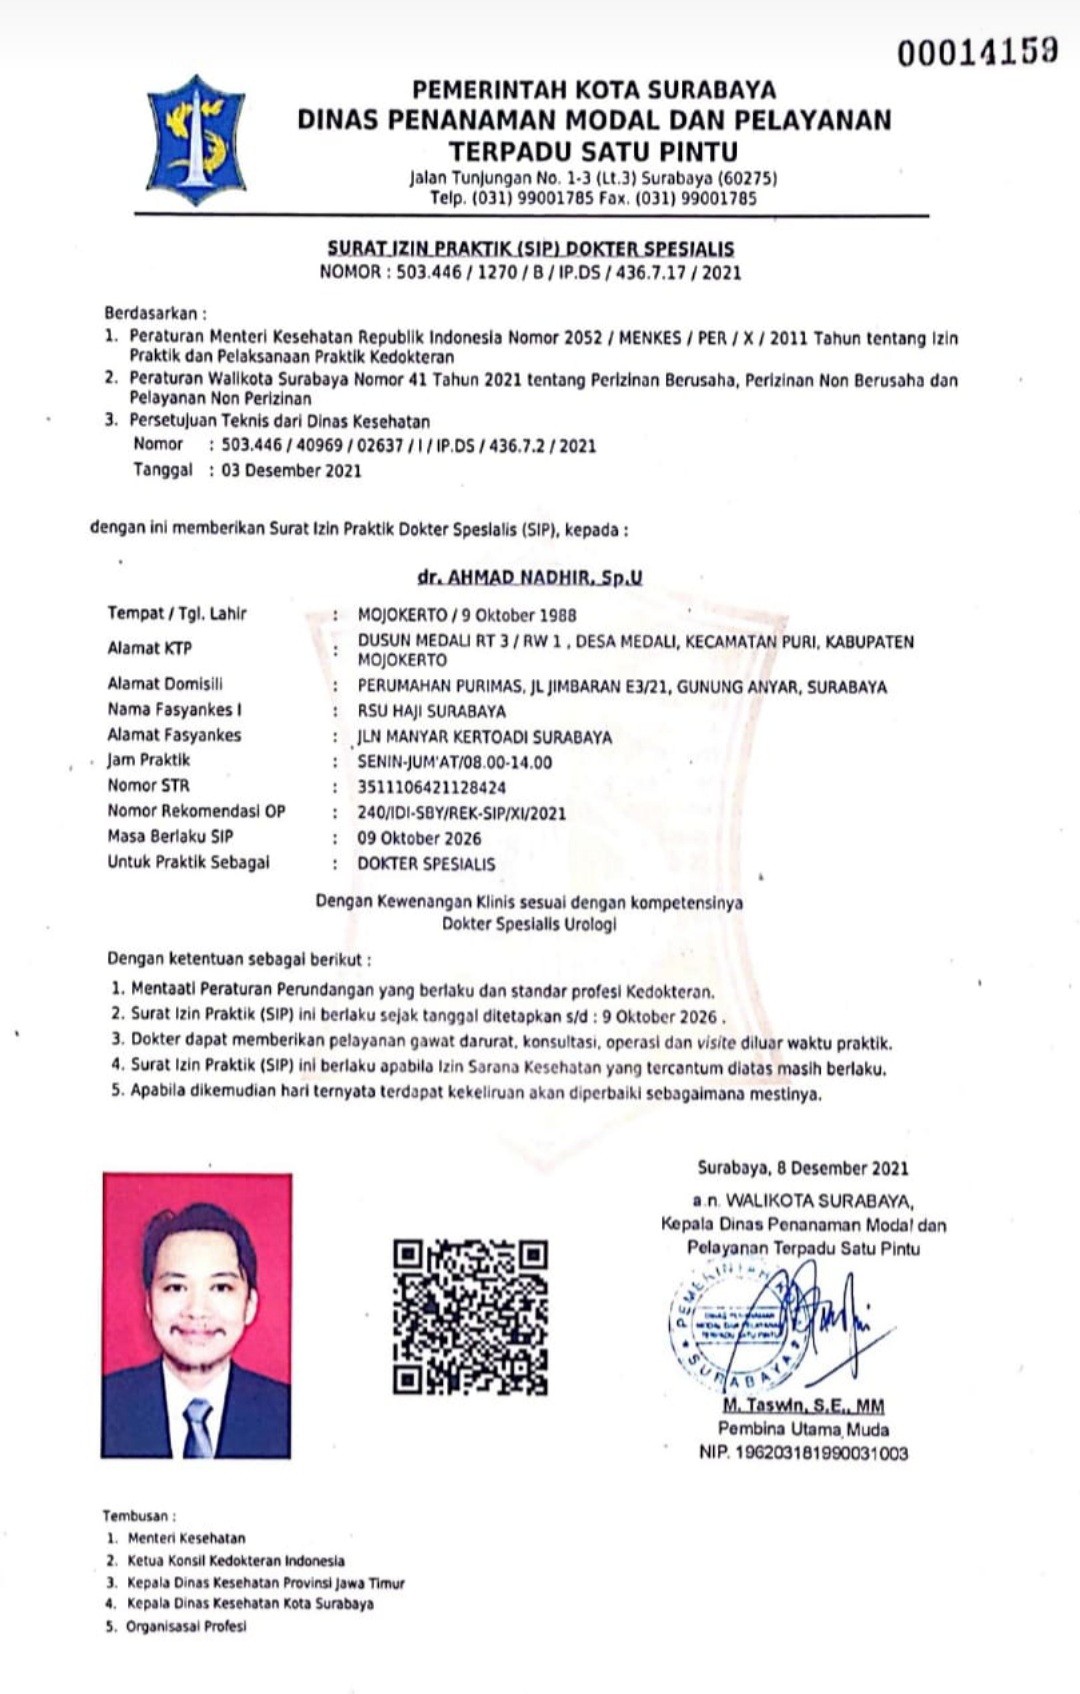 00014159
PEMERINTAH KOTA SURABAYA
DINAS PENANAMAN MODAL DAN PELAYANAN
TERPADU SATU PINTU
Jalan Tunjungan No. 1-3 (Lt.3) Surabaya (60275)
Telp. (031) 99001785 Fax. (031) 99001785
SURAT IZIN PRAKTIK (SIP) DOKTER SPESIALIS
NOMOR : 503.446 / 1270 / B / IP.DS / 436.7.17 / 2021
Berdasarkan :
1. Peraturan Menteri Kesehatan Republik Indonesia Nomor 2052 / MENKES / PER / X / 2011 Tahun tentang Izin
Praktik dan Pelaksanaan Praktik Kedokteran
2. Peraturan Walikota Surabaya Nomor 41 Tahun 2021 tentang Perizinan Berusaha, Perizinan Non Berusaha dan
Pelayanan Non Perizinan
3. Persetujuan Teknis dari Dinas Kesehatan
Nomor : 503.446 / 40969 / 02637 / I / IP.DS / 436.7.2 / 2021
Tanggal : 03 Desember 2021
dengan ini memberikan Surat Izin Praktik Dokter Spesialis (SIP), kepada :
dr. AHMAD NADHIR, Sp.U
Tempat / Tgl. Lahir : MOJOKERTO / 9 Oktober 1988
Alamat KTP : DUSUN MEDALI RT 3 / RW 1 , DESA MEDALI, KECAMATAN PURI, KABUPATEN
MOJOKERTO
Alamat Domisili : PERUMAHAN PURIMAS, JL JIMBARAN E3/21, GUNUNG ANYAR, SURABAYA
Nama Fasyankes I : RSU HAJI SURABAYA
Alamat Fasyankes : JLN MANYAR KERTOADI SURABAYA
Jam Praktik : SENIN-JUM'AT/08.00-14.00
Nomor STR : 3511106421128424
Nomor Rekomendasi OP : 240/IDI-SBY/REK-SIP/XI/2021
Masa Berlaku SIP : 09 Oktober 2026
Untuk Praktik Sebagai : DOKTER SPESIALIS
Dengan Kewenangan Klinis sesuai dengan kompetensinya
Dokter Spesialis Urologi
Dengan ketentuan sebagai berikut :
1. Mentaati Peraturan Perundangan yang berlaku dan standar profesi Kedokteran.
2. Surat Izin Praktik (SIP) ini berlaku sejak tanggal ditetapkan s/d : 9 Oktober 2026 .
3. Dokter dapat memberikan pelayanan gawat darurat, konsultasi, operasi dan visite diluar waktu praktik.
4. Surat Izin Praktik (SIP) ini berlaku apabila Izin Sarana Kesehatan yang tercantum diatas masih berlaku.
5. Apabila dikemudian hari ternyata terdapat kekeliruan akan diperbaiki sebagaimana mestinya.
Surabaya, 8 Desember 2021
a.n. WALIKOTA SURABAYA,
Kepala Dinas Penanaman Modal dan
Pelayanan Terpadu Satu Pintu
PEMERINTAH KOTA
DINAS PENANAMAN
MODAL DAN PELAYANAN
TERPADU SATU PINTU
SURABAYA
M. Taswin, S.E., MM
Pembina Utama Muda
NIP. 196203181990031003
Tembusan :
1. Menteri Kesehatan
2. Ketua Konsil Kedokteran Indonesia
3. Kepala Dinas Kesehatan Provinsi Jawa Timur
4. Kepala Dinas Kesehatan Kota Surabaya
5. Organisasai Profesi